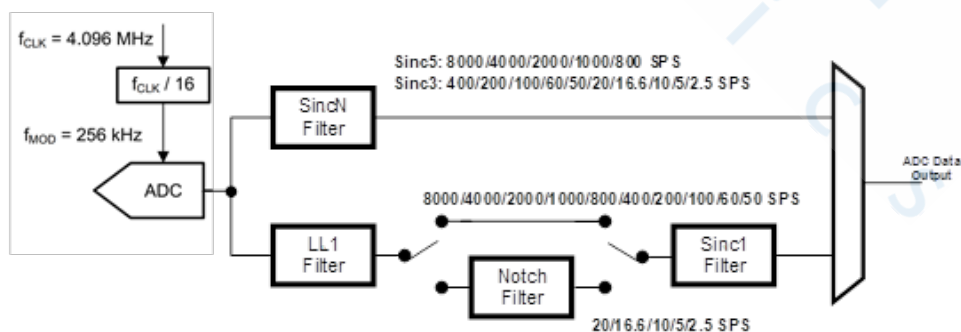 fCLK = 4.096 MHz
fCLK / 16
fMOD = 256 kHz
ADC
Sinc5: 8000/4000/2000/1000/800 SPS
Sinc3: 400/200/100/60/50/20/16.6/10/5/2.5 SPS
SincN
Filter
ADC Data
Output
8000/4000/2000/1000/800/400/200/100/60/50 SPS
LL1
Filter
Notch
Filter
Sinc1
Filter
20/16.6/10/5/2.5 SPS